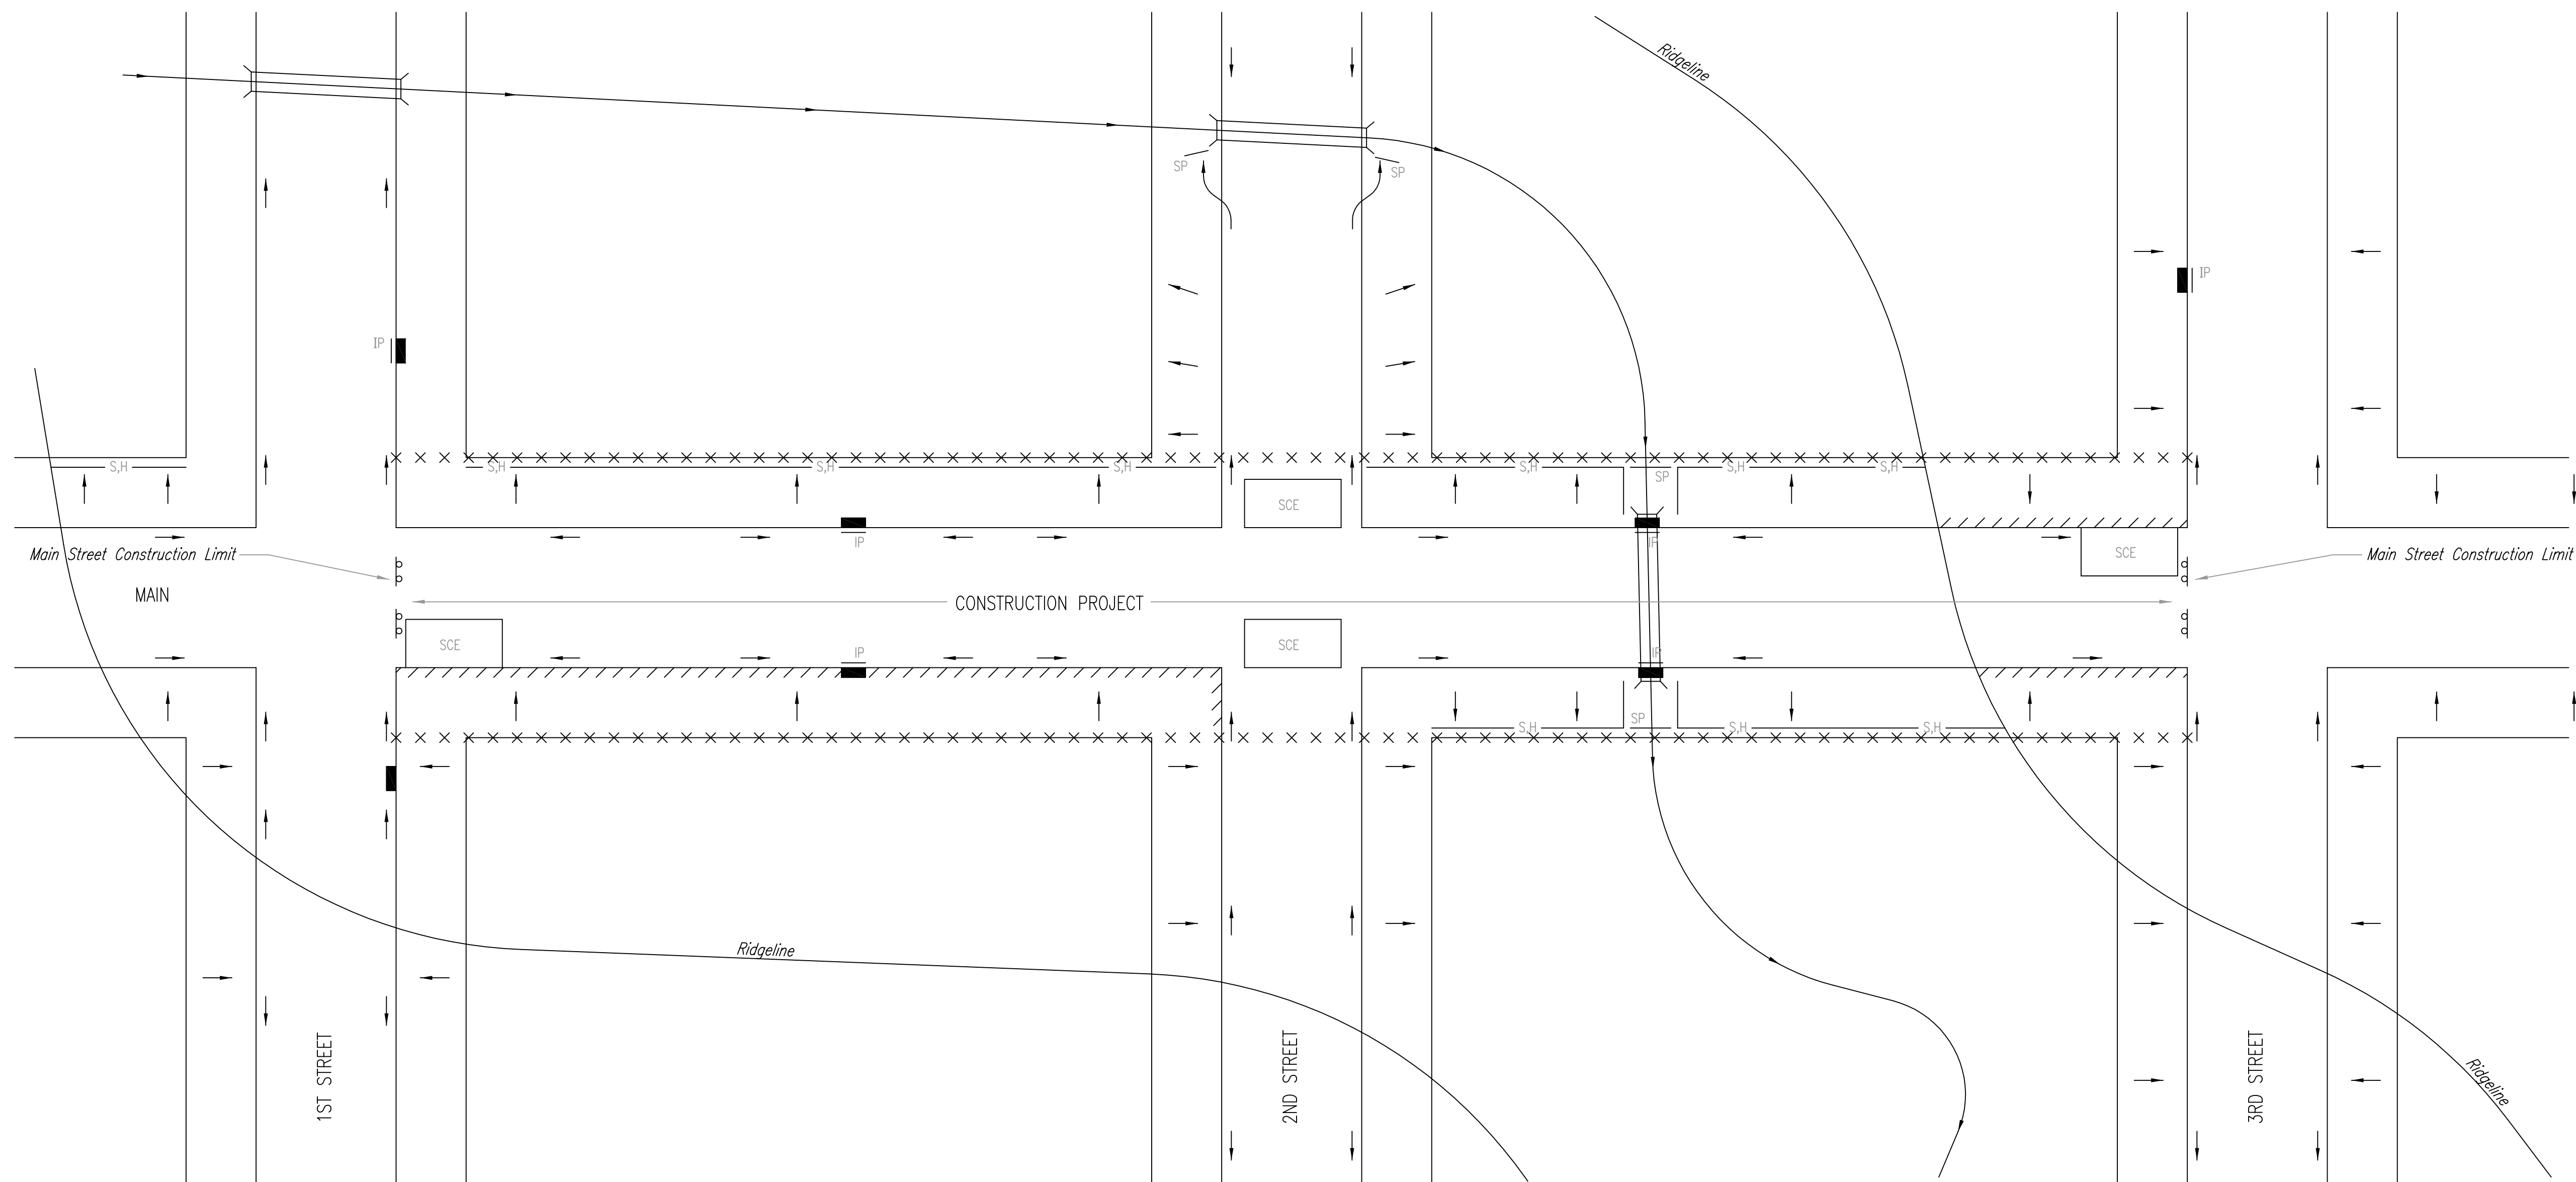 Ridgeline
SP
SP
IP
IP
S,H
S,H
S,H
S,H
S,H
S,H
S,H
SP
SCE
IP
IP
SCE
Main Street Construction Limit
Main Street Construction Limit
MAIN
CONSTRUCTION PROJECT
SCE
SCE
IP
IP
SP
S,H
S,H
S,H
Ridgeline
1ST STREET
2ND STREET
3RD STREET
Ridgeline